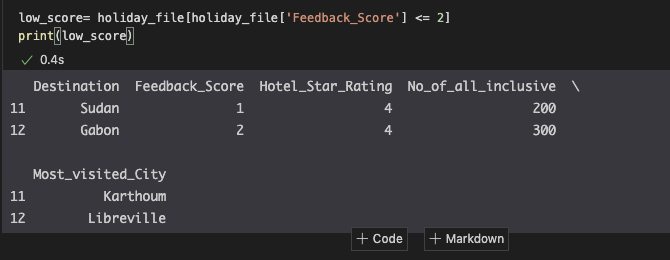 low_score= holiday_file[holiday_file['Feedback_Score'] <= 2]
print(low_score)
0.4s
Destination Feedback_Score Hotel_Star_Rating No_of_all_inclusive \
11 Sudan 1 4 200
12 Gabon 2 4 300
Most_visited_City
11 Karthoum
12 Libreville
+ Code + Markdown